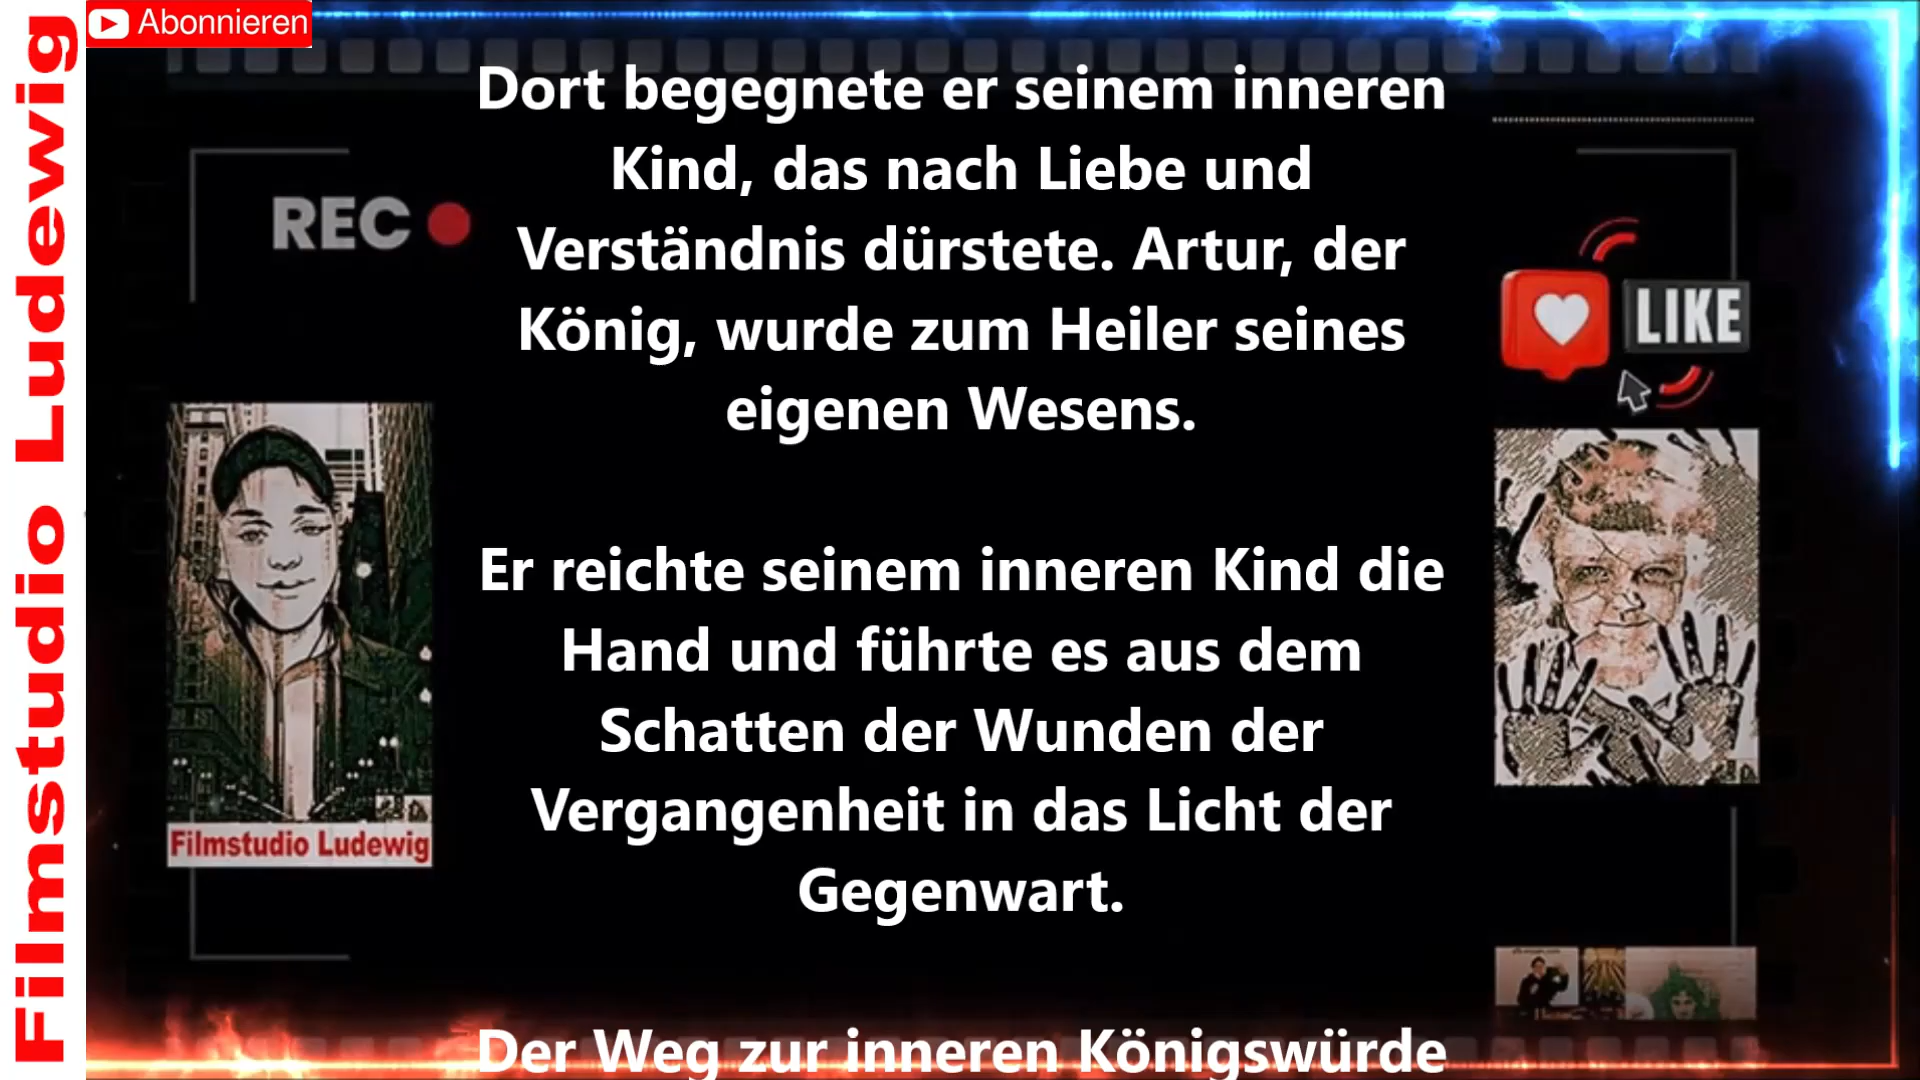 Filmstudio Ludewig
Abonnieren
Dort begegnete er seinem inneren
Kind, das nach Liebe und
Verständnis dürstete. Artur, der
König, wurde zum Heiler seines
eigenen Wesens.
REC
LIKE
Er reichte seinem inneren Kind die
Hand und führte es aus dem
Schatten der Wunden der
Vergangenheit in das Licht der
Gegenwart.
Filmstudio Ludewig
Der Weg zur inneren Königswürde